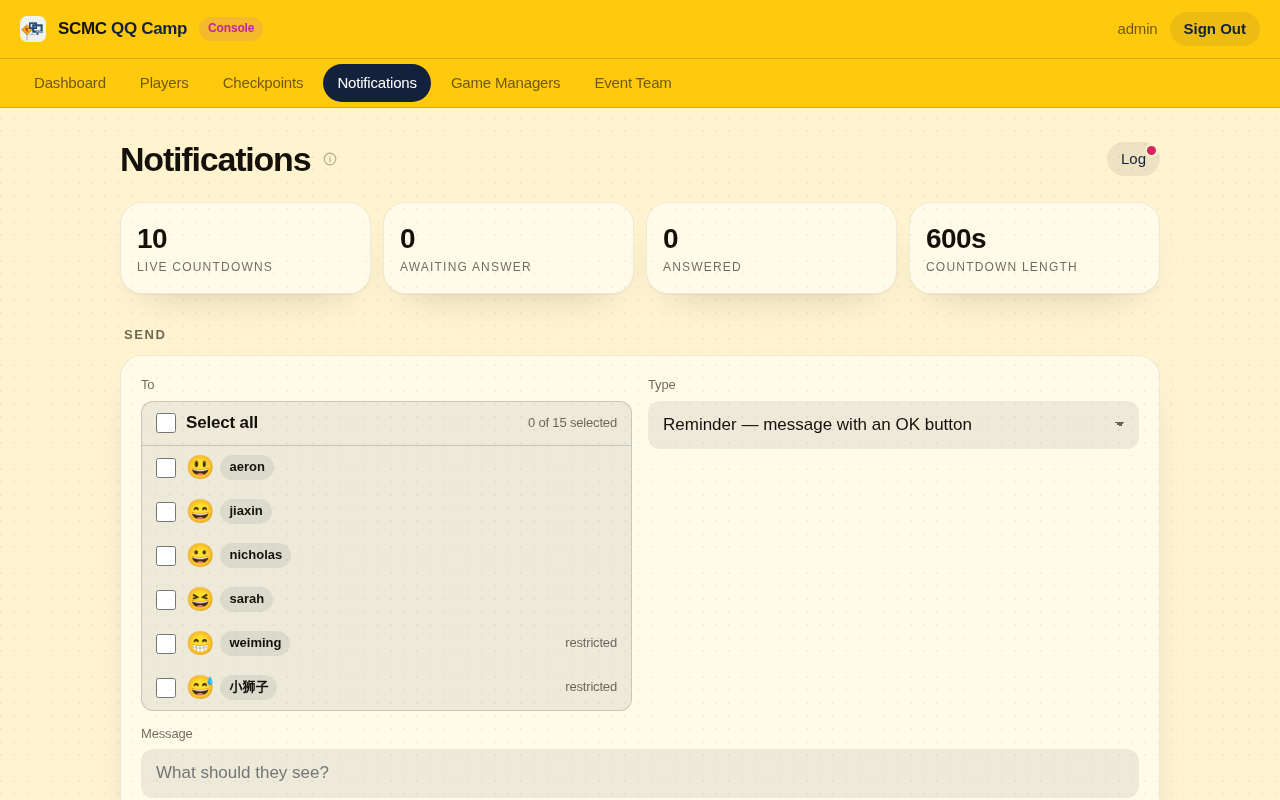 SCMC QQ Camp
Console
admin
Sign Out
Dashboard
Players
Checkpoints
Notifications
Game Managers
Event Team
Notifications
Log
10
LIVE COUNTDOWNS
0
AWAITING ANSWER
0
ANSWERED
600s
COUNTDOWN LENGTH
SEND
To
Select all
0 of 15 selected
aeron
jiaxin
nicholas
sarah
weiming
restricted
小狮子
restricted
Type
Reminder — message with an OK button
Message
What should they see?